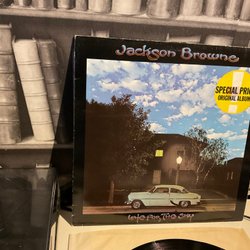 Jackson Browne
SPECIAL PRI
ORIGINAL ALBUM
Late For The Sky